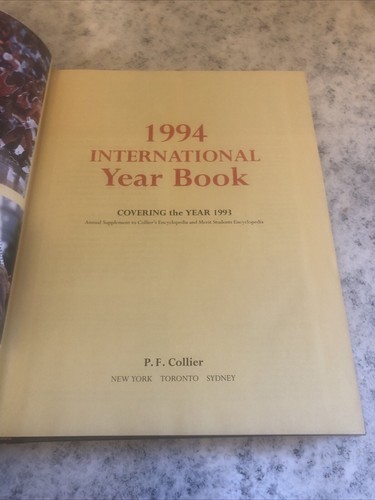 1994
INTERNATIONAL
Year Book
COVERING the YEAR 1993
Annual Supplement to Collier's Encyclopedia and Merit Students Encyclopedia
P. F. Collier
NEW YORK TORONTO SYDNEY